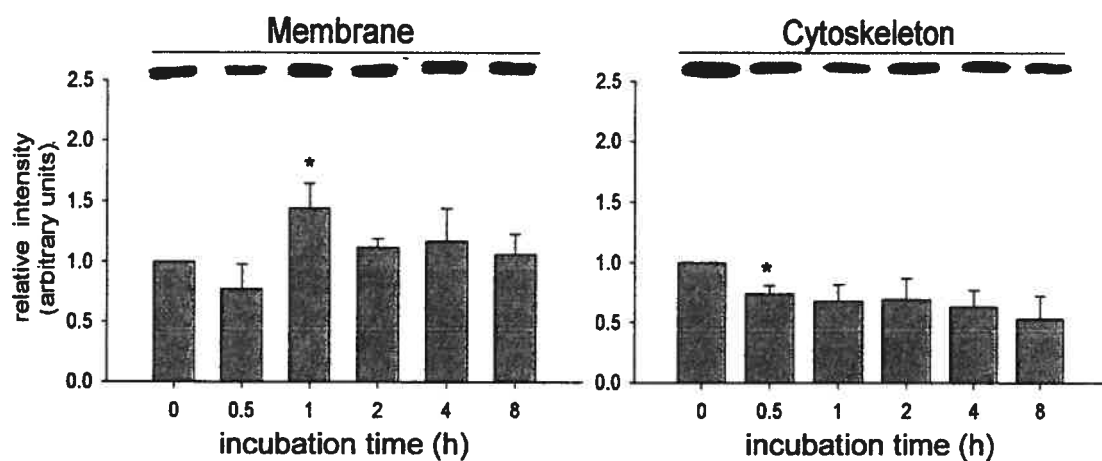 Membrane
Cytoskeleton
relative intensity
(arbitrary units)
2.5
2.0
1.5
1.0
0.5
0.0
*
0 0.5 1 2 4 8
incubation time (h)
2.5
2.0
1.5
1.0
0.5
0.0
*
0 0.5 1 2 4 8
incubation time (h)